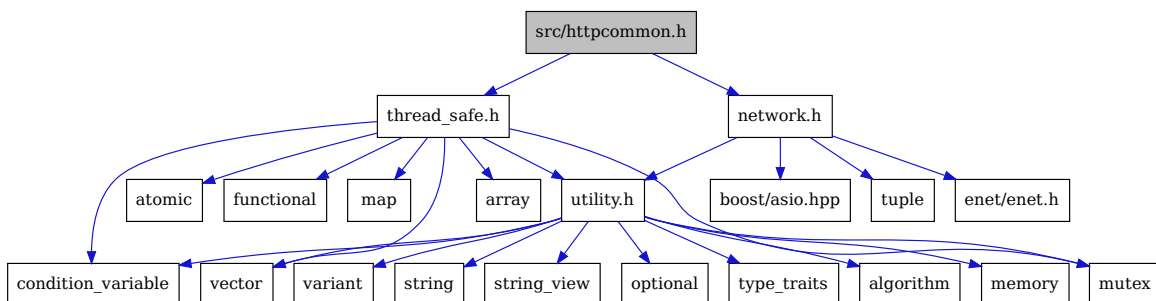 src/httpcommon.h
thread_safe.h
network.h
atomic
functional
map
array
utility.h
boost/asio.hpp
tuple
enet/enet.h
condition_variable
vector
variant
string
string_view
optional
type_traits
algorithm
memory
mutex